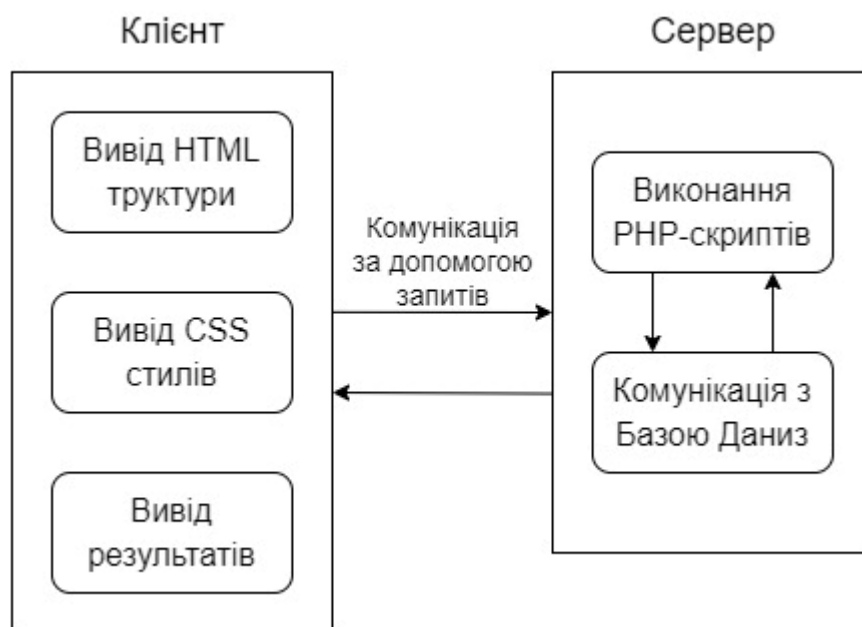 Клієнт
Сервер
Вивід HTML
труктури
Вивід CSS
стилів
Вивід
результатів
Комунікація
за допомогою
запитів
Виконання
PHP-скриптів
Комунікація з
Базою Даниз